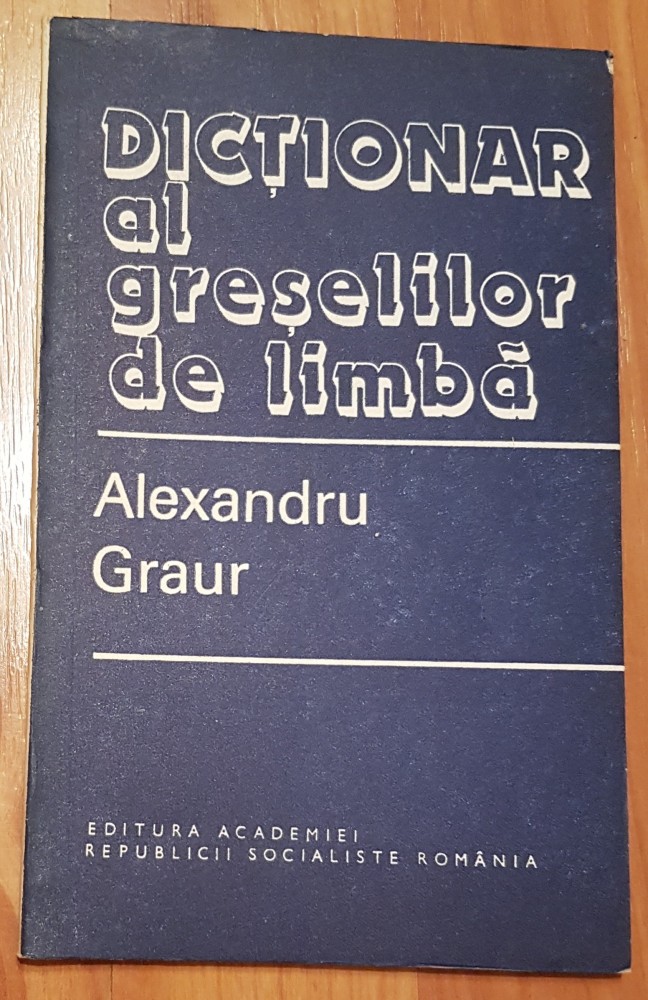 DICȚIONAR
al
greșelilor
de limbă
Alexandru
Graur
EDITURA ACADEMIEI
REPUBLICII SOCIALISTE ROMÂNIA